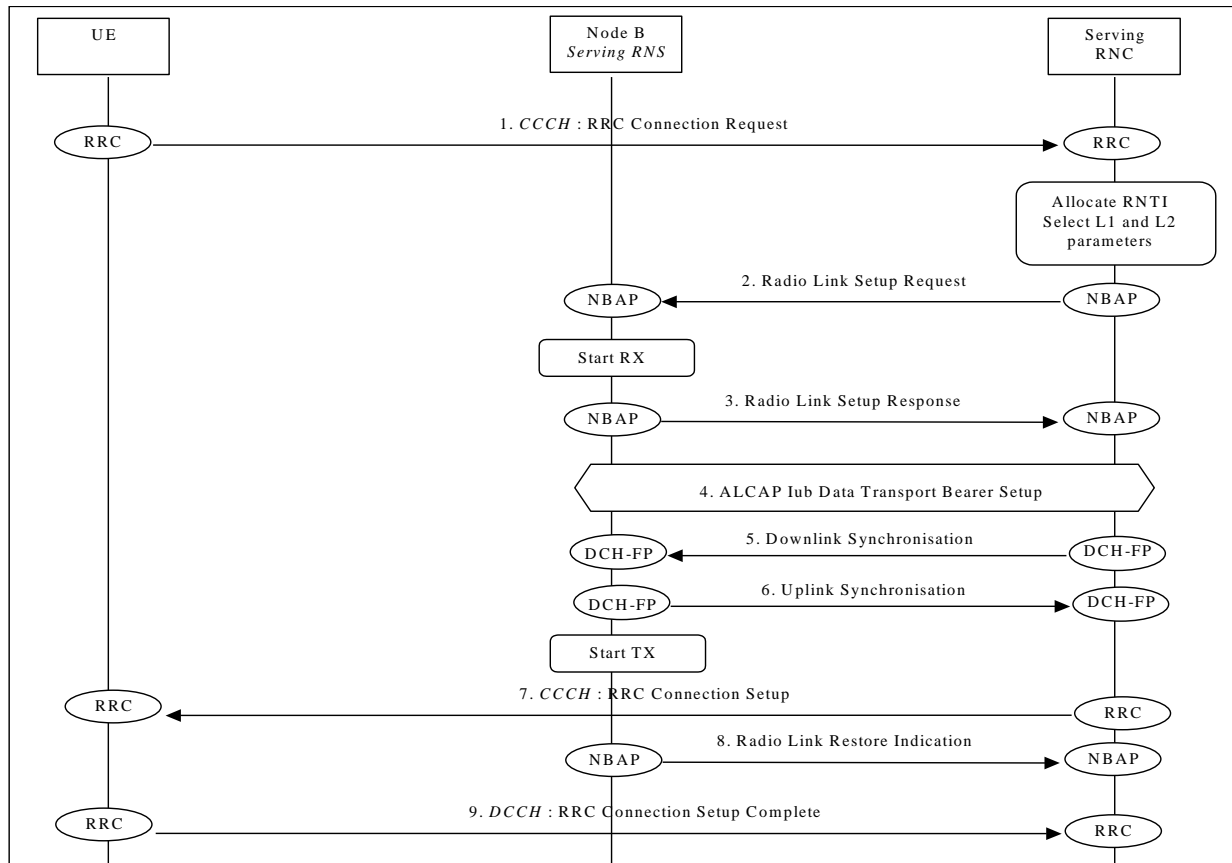 UE
Node B
Serving RNS
Serving
RNC
1. CCCH : RRC Connection Request
RRC
RRC
Allocate RNTI
Select L1 and L2
parameters
2. Radio Link Setup Request
NBAP
NBAP
Start RX
3. Radio Link Setup Response
NBAP
NBAP
4. ALCAP Iub Data Transport Bearer Setup
5. Downlink Synchronisation
DCH-FP
DCH-FP
6. Uplink Synchronisation
DCH-FP
DCH-FP
Start TX
7. CCCH : RRC Connection Setup
RRC
RRC
8. Radio Link Restore Indication
NBAP
NBAP
9. DCCH : RRC Connection Setup Complete
RRC
RRC